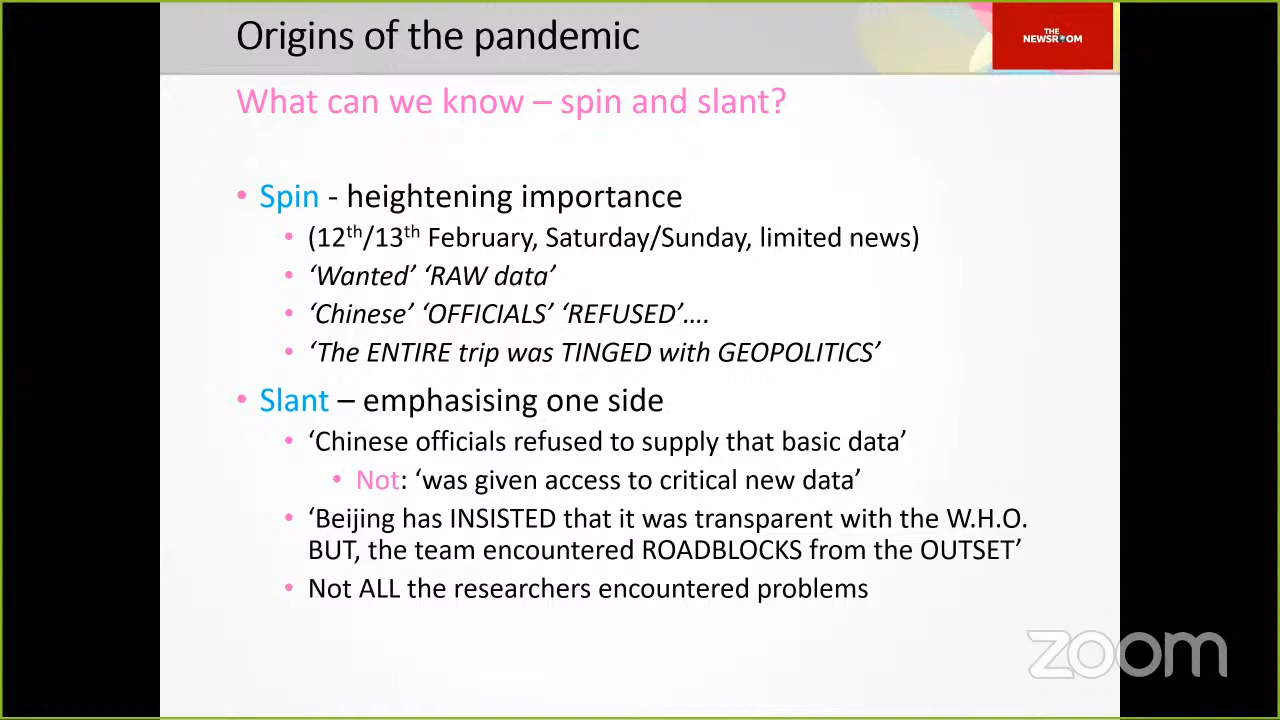 Origins of the pandemic
THE
NEWSROOM
What can we know – spin and slant?
• Spin - heightening importance
• (12th/13th February, Saturday/Sunday, limited news)
• ‘Wanted’ ‘RAW data’
• ‘Chinese’ ‘OFFICIALS’ ‘REFUSED’....
• ‘The ENTIRE trip was TINGED with GEOPOLITICS’
• Slant – emphasising one side
• ‘Chinese officials refused to supply that basic data’
• Not: ‘was given access to critical new data’
• ‘Beijing has INSISTED that it was transparent with the W.H.O.
BUT, the team encountered ROADBLOCKS from the OUTSET’
• Not ALL the researchers encountered problems
zoom